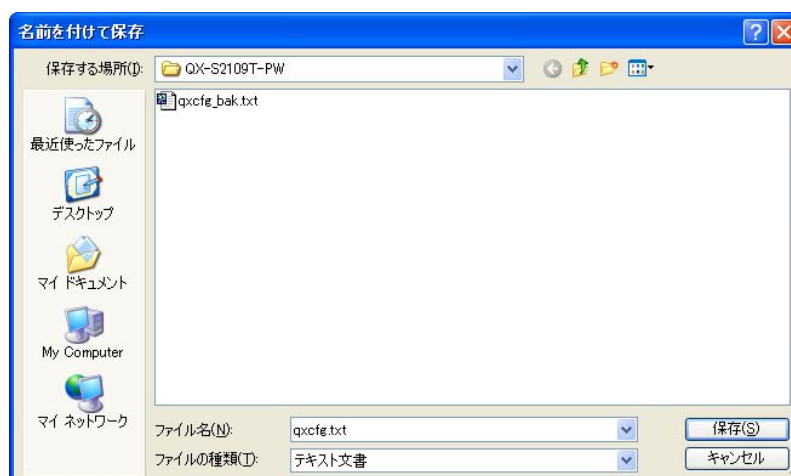 名前を付けて保存
保存する場所(I):
QX-S2109T-PW
qxcfg_bak.txt
最近使ったファイル
デスクトップ
マイ ドキュメント
My Computer
マイ ネットワーク
ファイル名(N):
qxcfg.txt
保存(S)
ファイルの種類(T):
テキスト文書
キャンセル